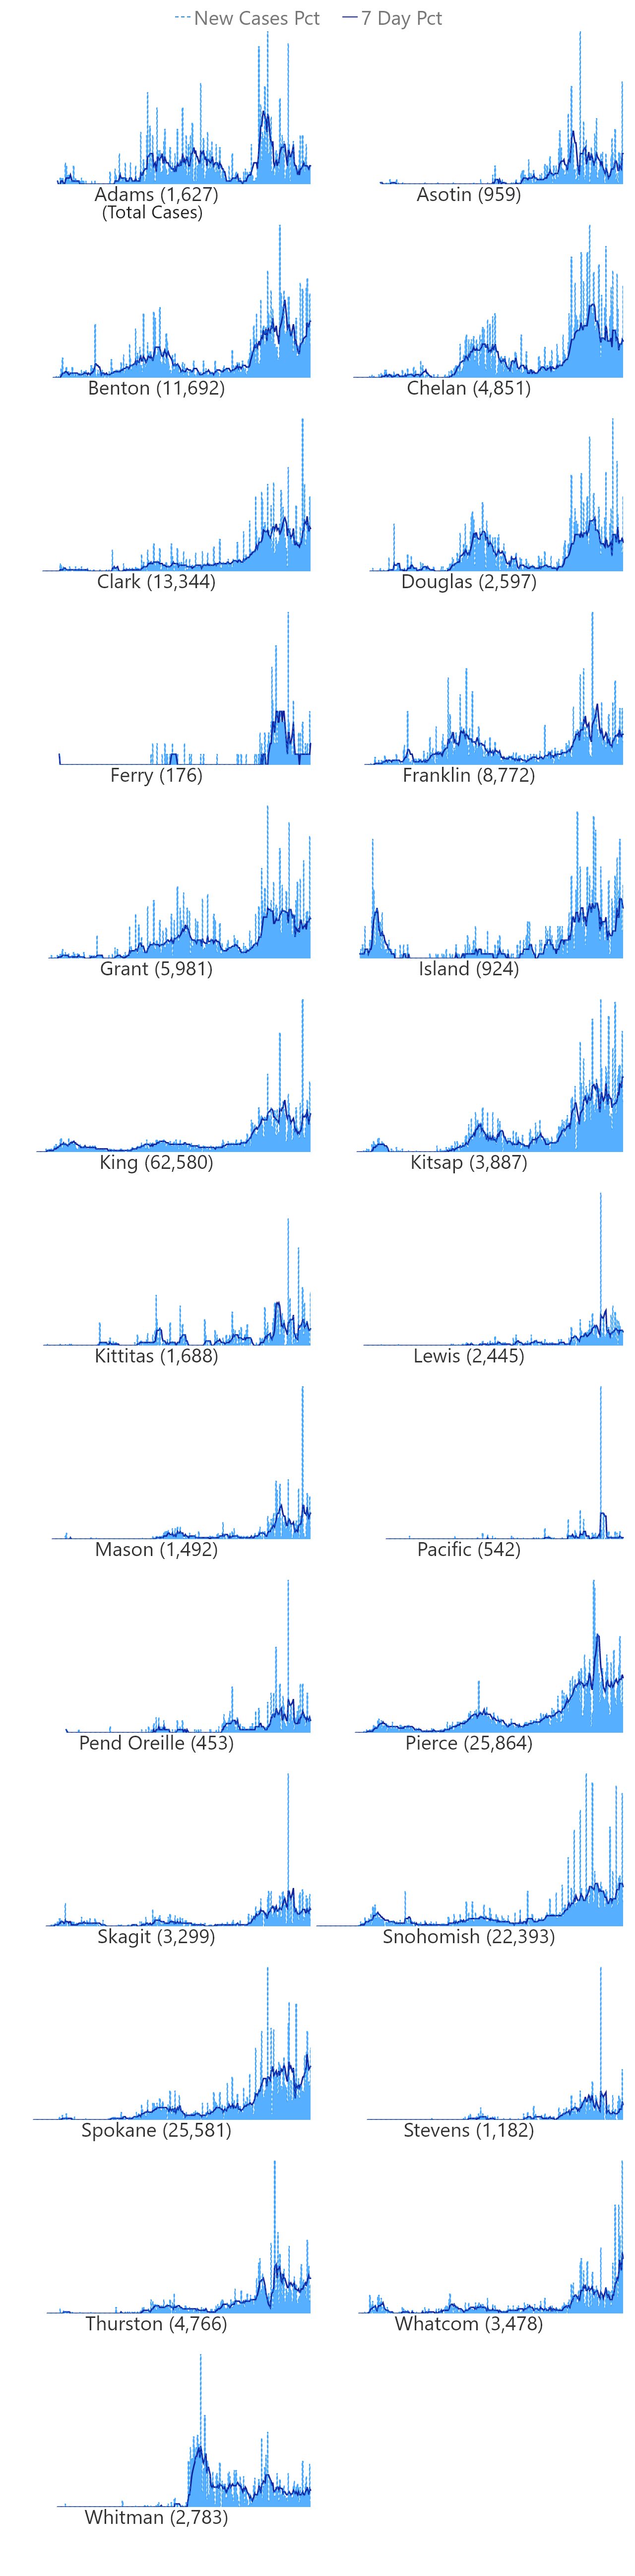 New Cases Pct 7 Day Pct
Adams (1,627) Asotin (959)
(Total Cases)
Benton (11,692) Chelan (4,851)
Clark (13,344) Douglas (2,597)
Ferry (176) Franklin (8,772)
Grant (5,981) Island (924)
King (62,580) Kitsap (3,887)
Kittitas (1,688) Lewis (2,445)
Mason (1,492) Pacific (542)
Pend Oreille (453) Pierce (25,864)
Skagit (3,299) Snohomish (22,393)
Spokane (25,581) Stevens (1,182)
Thurston (4,766) Whatcom (3,478)
Whitman (2,783)